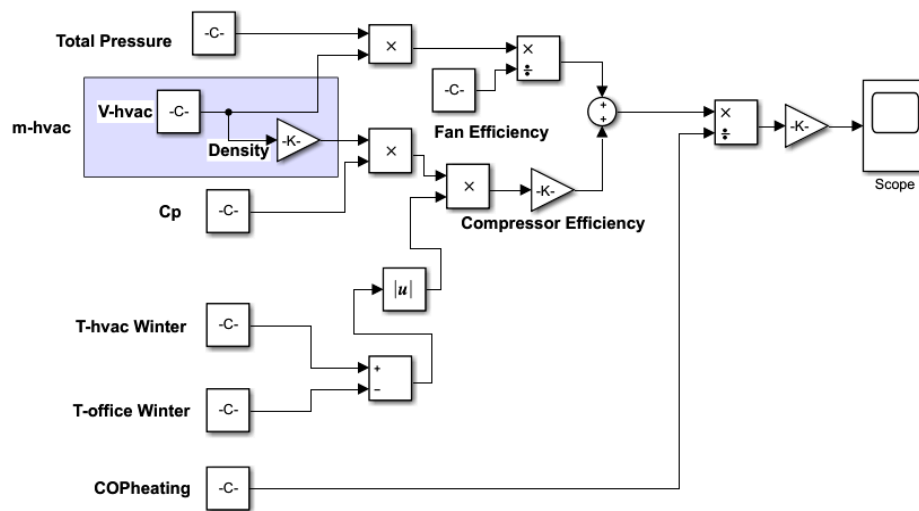 Total Pressure
-C-
×
×
÷
-C-
Fan Efficiency
m-hvac
V-hvac
-C-
Density
-K-
×
+
+
×
÷
-K-
Scope
Cp
-C-
×
-K-
Compressor Efficiency
|u|
T-hvac Winter
-C-
+
−
T-office Winter
-C-
COPheating
-C-